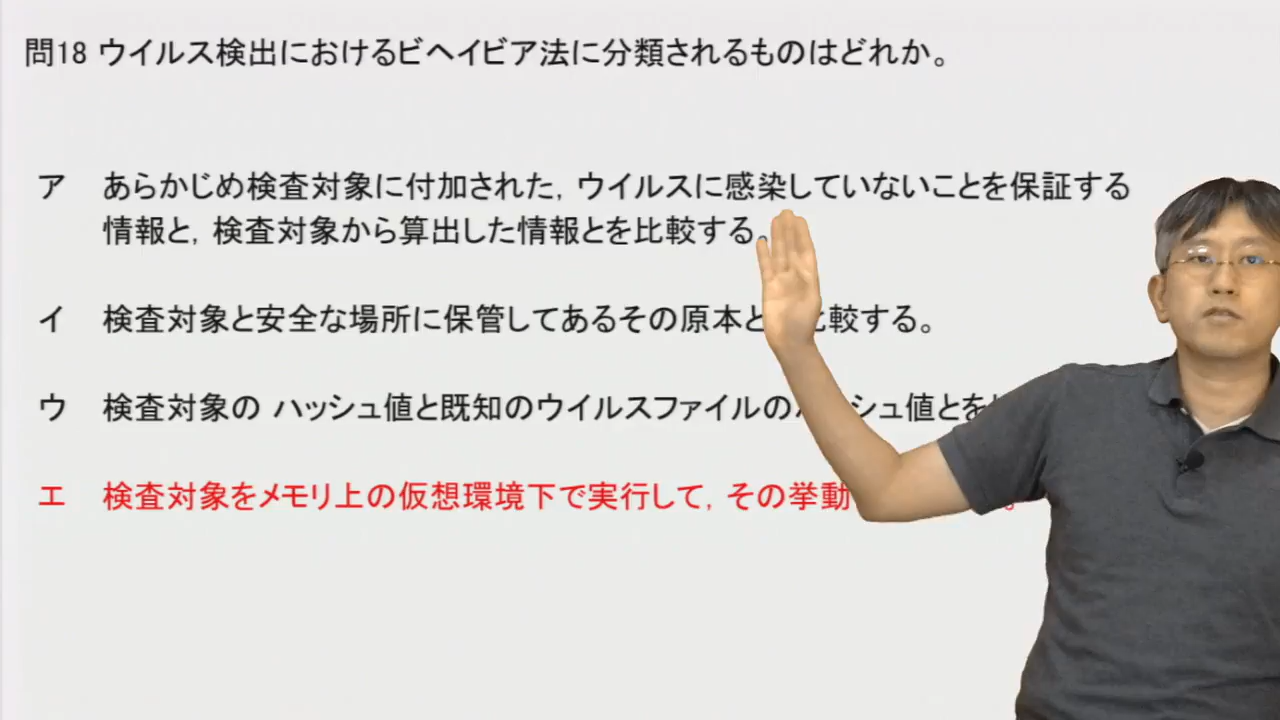 問18 ウイルス検出におけるビヘイビア法に分類されるものはどれか。
ア あらかじめ検査対象に付加された，ウイルスに感染していないことを保証する
情報と，検査対象から算出した情報とを比較する。
イ 検査対象と安全な場所に保管してあるその原本と 比較する。
ウ 検査対象の ハッシュ値と既知のウイルスファイルの シュ値とを
エ 検査対象をメモリ上の仮想環境下で実行して，その挙動 。